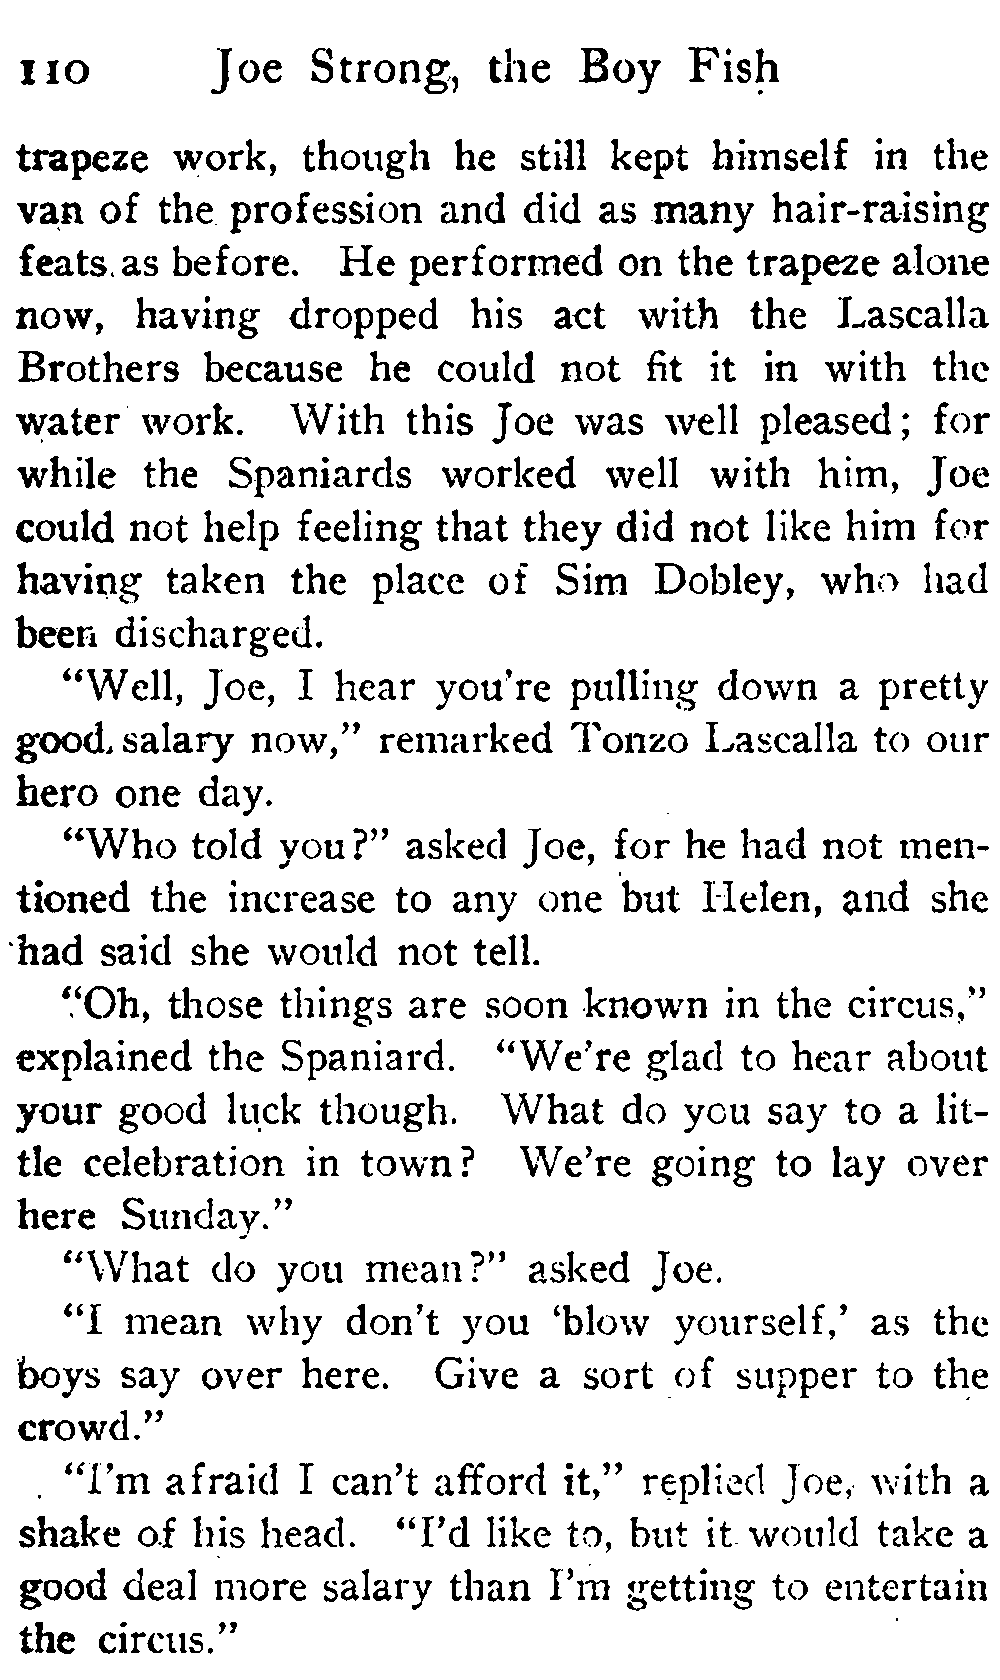 110 Joe Strong, the Boy Fish
trapeze work, though he still kept himself in the
van of the profession and did as many hair-raising
feats as before. He performed on the trapeze alone
now, having dropped his act with the Lascalla
Brothers because he could not fit it in with the
water work. With this Joe was well pleased; for
while the Spaniards worked well with him, Joe
could not help feeling that they did not like him for
having taken the place of Sim Dobley, who had
been discharged.
"Well, Joe, I hear you're pulling down a pretty
good salary now," remarked Tonzo Lascalla to our
hero one day.
"Who told you?" asked Joe, for he had not men-
tioned the increase to any one but Helen, and she
had said she would not tell.
"Oh, those things are soon known in the circus,"
explained the Spaniard. "We're glad to hear about
your good luck though. What do you say to a lit-
tle celebration in town? We're going to lay over
here Sunday."
"What do you mean?" asked Joe.
"I mean why don't you 'blow yourself,' as the
boys say over here. Give a sort of supper to the
crowd."
"I'm afraid I can't afford it," replied Joe, with a
shake of his head. "I'd like to, but it would take a
good deal more salary than I'm getting to entertain
the circus."